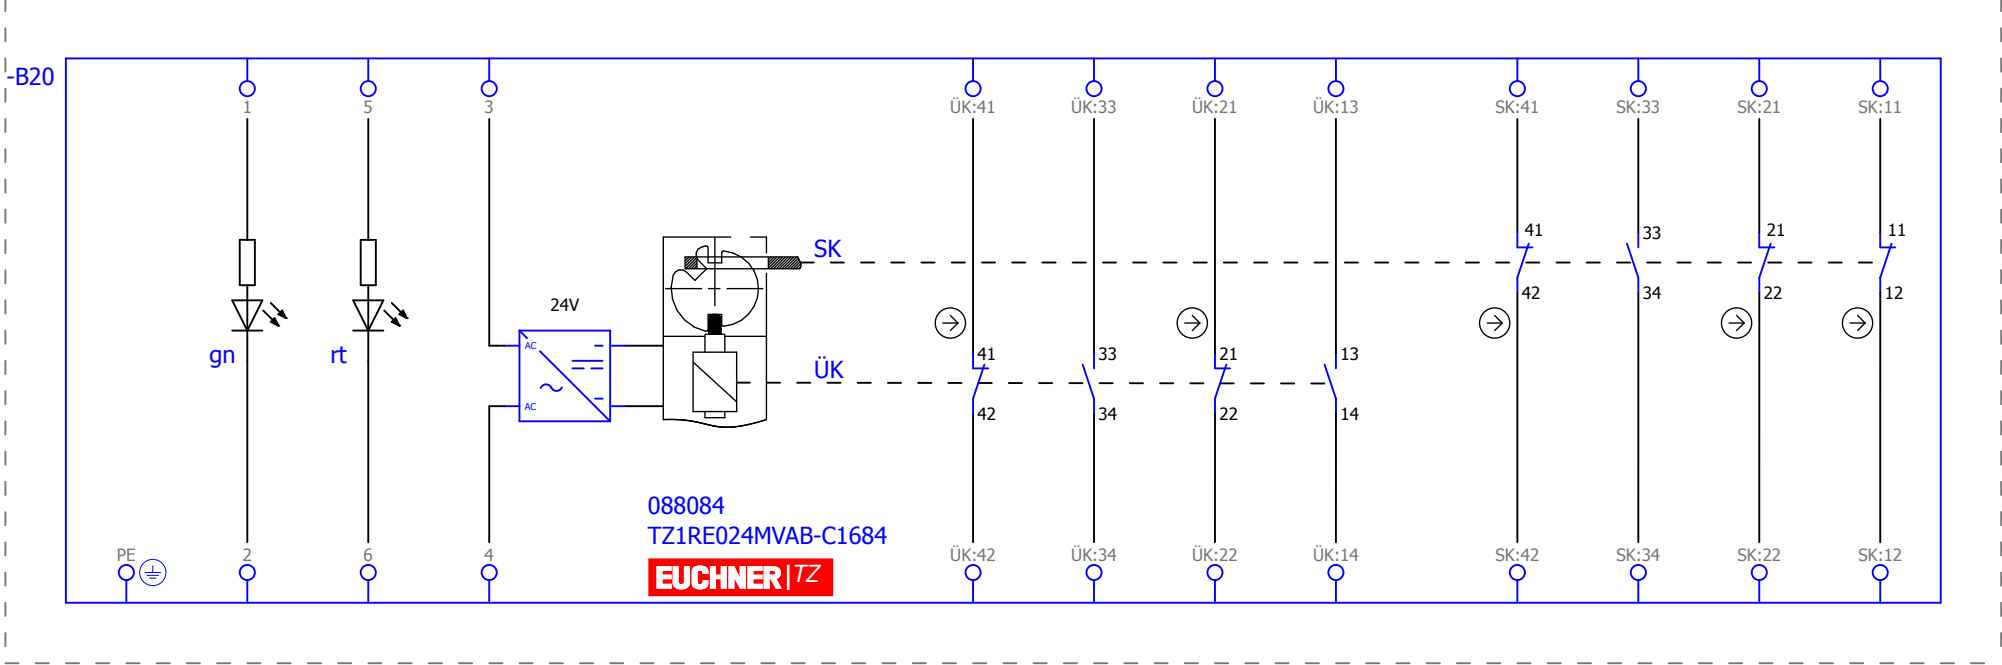 -B20
1 5 3 ÜK:41 ÜK:33 ÜK:21 ÜK:13 SK:41 SK:33 SK:21 SK:11
SK
41 33 21 11
42 34 22 12
24V
gn rt
AC
AC
ÜK
41 33 21 13
42 34 22 14
088084
TZ1RE024MVAB-C1684
EUCHNER TZ
PE 2 6 4 ÜK:42 ÜK:34 ÜK:22 ÜK:14 SK:42 SK:34 SK:22 SK:12